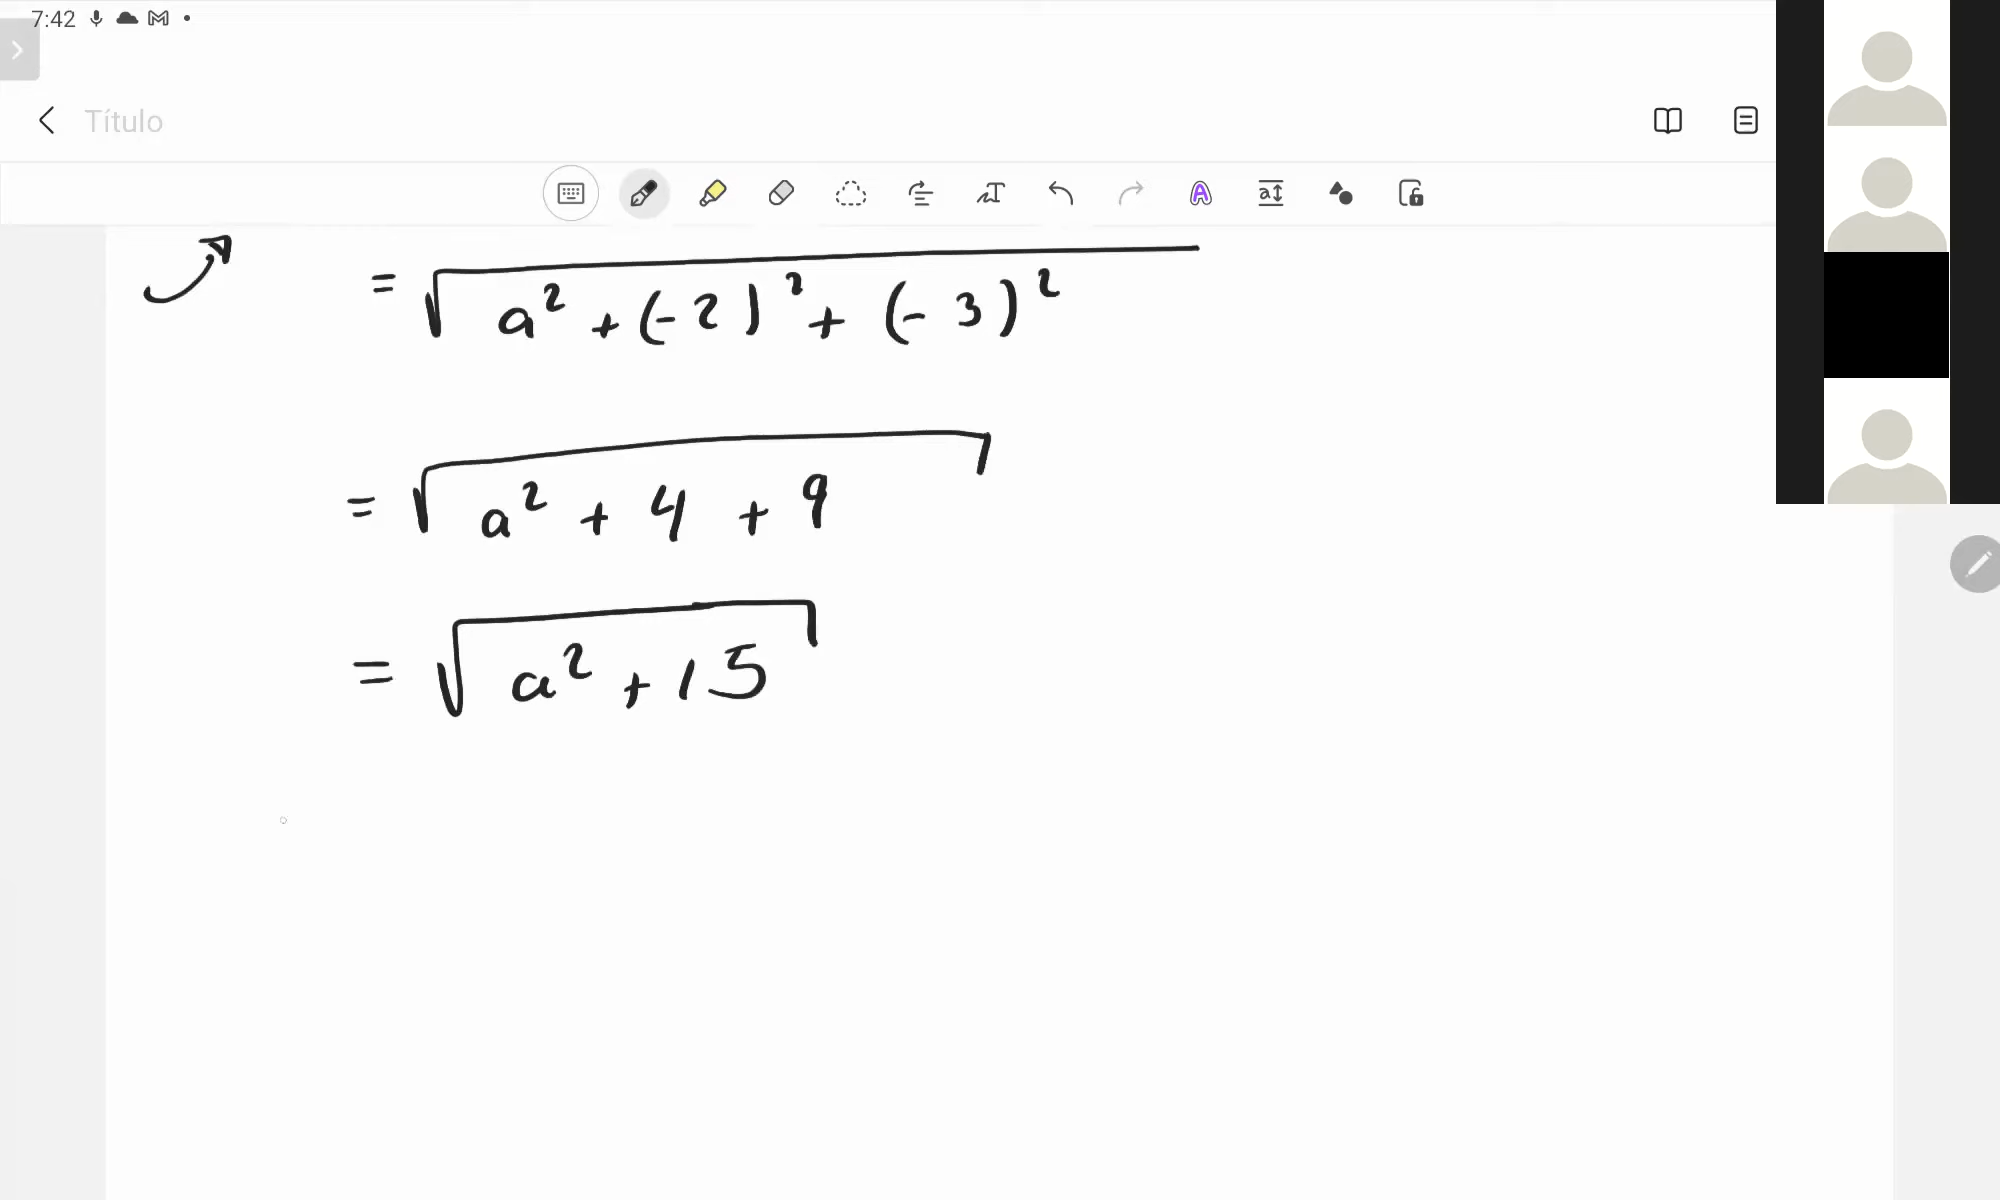 7:42
Título
= √(a² + (-2)² + (-3)²)
= √(a² + 4 + 9)
= √(a² + 15)